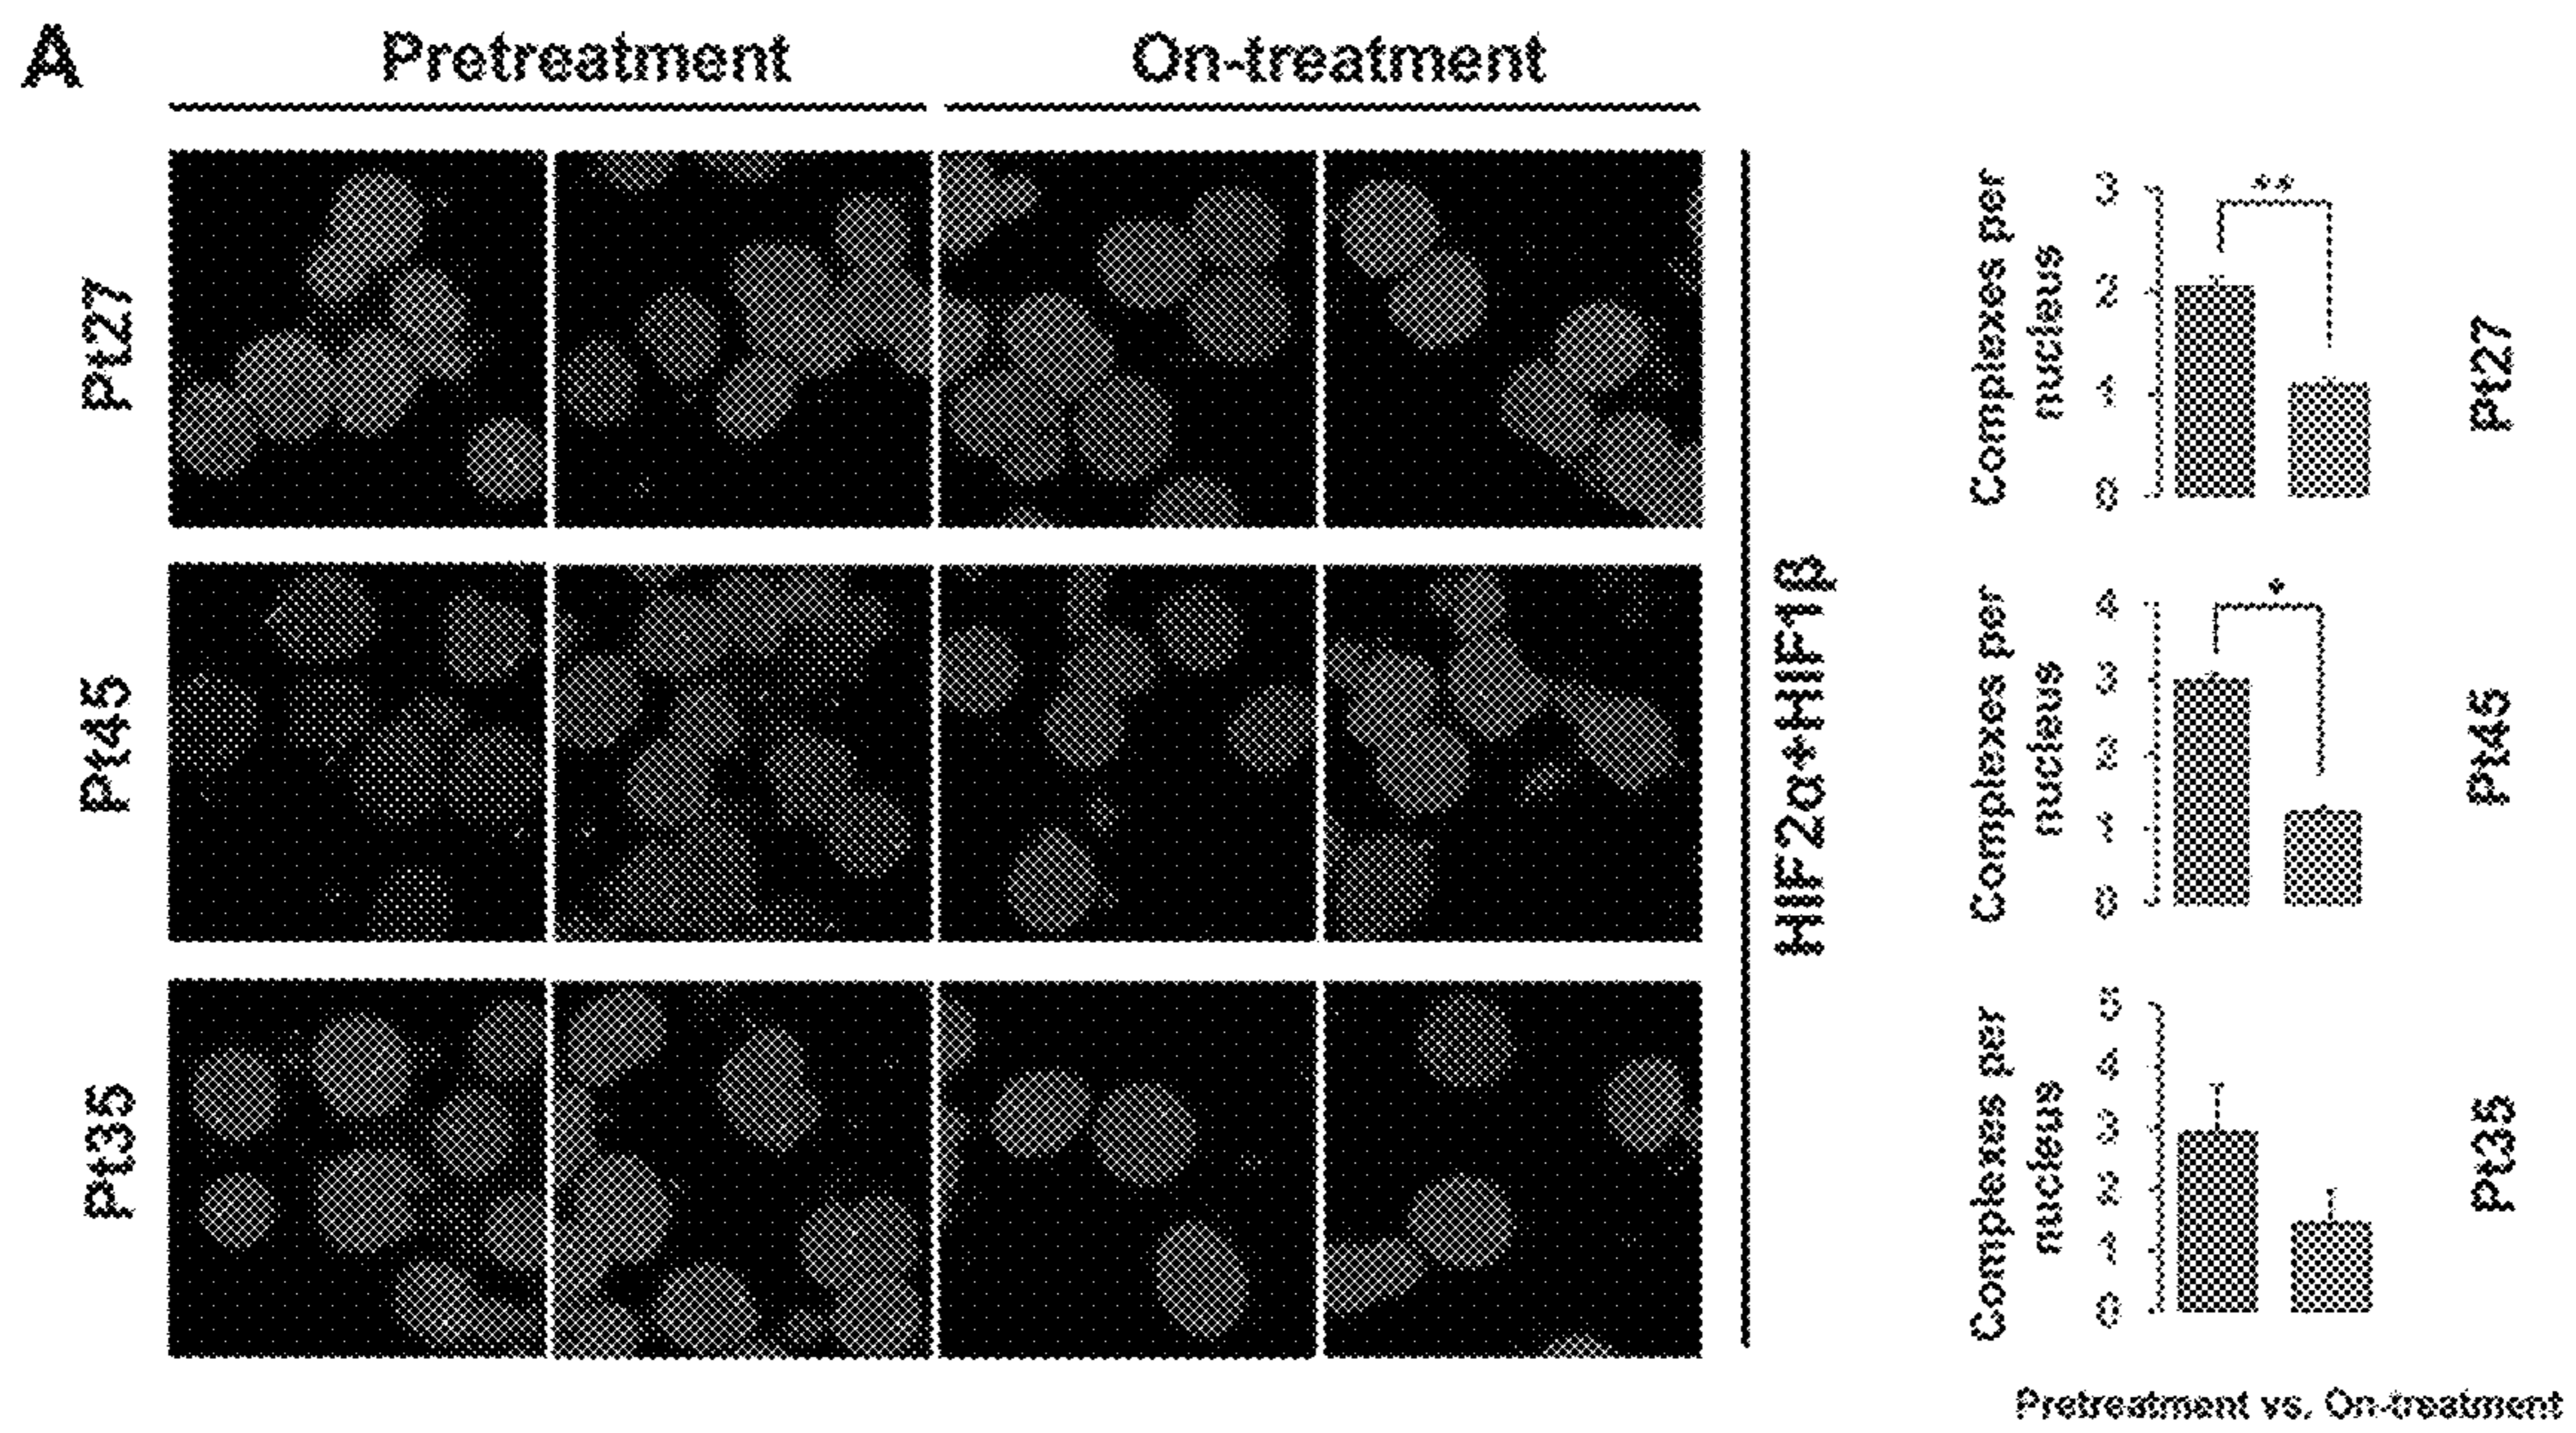 A
Pretreatment
On-treatment
Pt27
Complexes per
nucleus
3
2
1
0
**
Pt27
Pt45
HIF2α+HIF1β
Complexes per
nucleus
4
3
2
1
0
*
Pt45
Pt35
Complexes per
nucleus
5
4
3
2
1
0
Pt35
Pretreatment vs. On-treatment